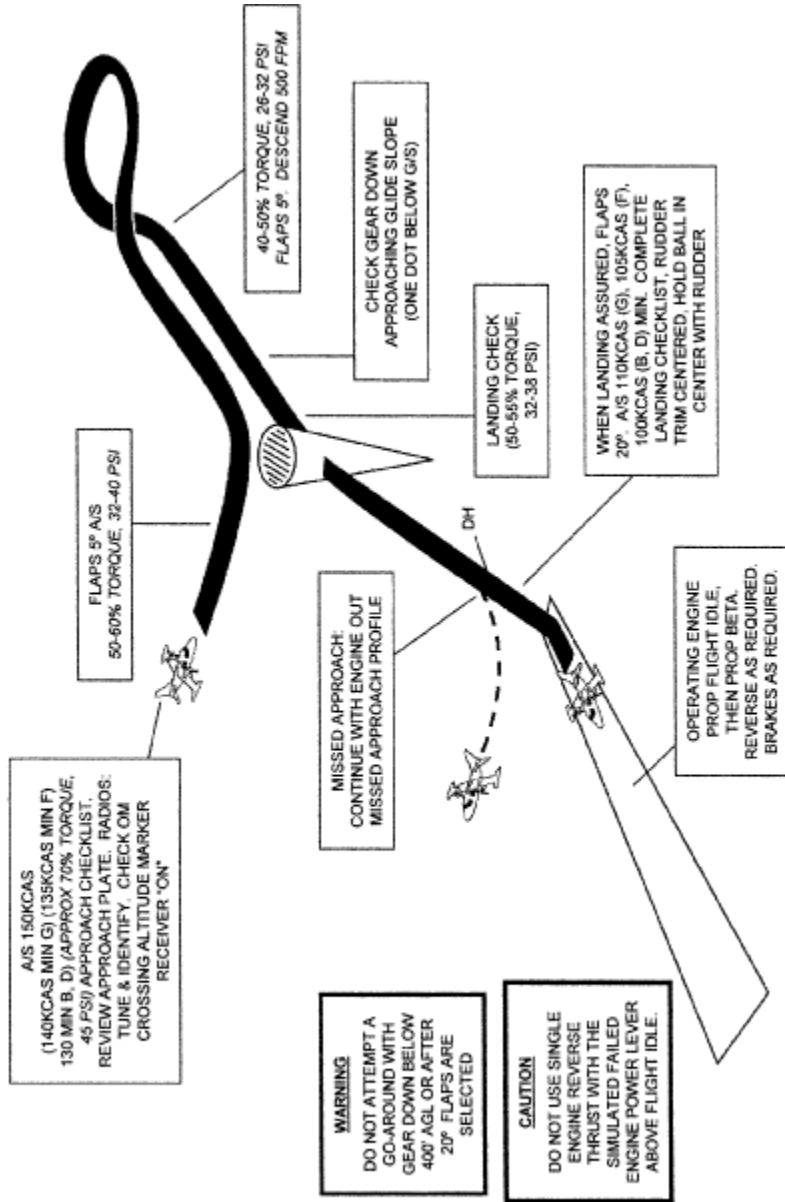 A/S 150KCAS
(140KCAS MIN G) (135KCAS MIN F)
130 MIN B, D) (APPROX 70% TORQUE,
45 PSI) APPROACH CHECKLIST.
REVIEW APPROACH PLATE. RADIOS:
TUNE & IDENTIFY. CHECK OM
CROSSING ALTITUDE MARKER
RECEIVER "ON"
FLAPS 5º A/S
50-60% TORQUE, 32-40 PSI
40-50% TORQUE, 26-32 PSI
FLAPS 5º. DESCEND 500 FPM
CHECK GEAR DOWN
APPROACHING GLIDE SLOPE
(ONE DOT BELOW G/S)
LANDING CHECK
(50-55% TORQUE,
32-38 PSI)
MISSED APPROACH:
CONTINUE WITH ENGINE OUT
MISSED APPROACH PROFILE
DH
WHEN LANDING ASSURED, FLAPS
20º. A/S 110KCAS (G), 105KCAS (F),
100KCAS (B, D) MIN. COMPLETE
LANDING CHECKLIST, RUDDER
TRIM CENTERED, HOLD BALL IN
CENTER WITH RUDDER
OPERATING ENGINE
PROP FLIGHT IDLE,
THEN PROP BETA.
REVERSE AS REQUIRED.
BRAKES AS REQUIRED.
WARNING
DO NOT ATTEMPT A
GO-AROUND WITH
GEAR DOWN BELOW
400' AGL OR AFTER
20º FLAPS ARE
SELECTED
CAUTION
DO NOT USE SINGLE
ENGINE REVERSE
THRUST WITH THE
SIMULATED FAILED
ENGINE POWER LEVER
ABOVE FLIGHT IDLE.